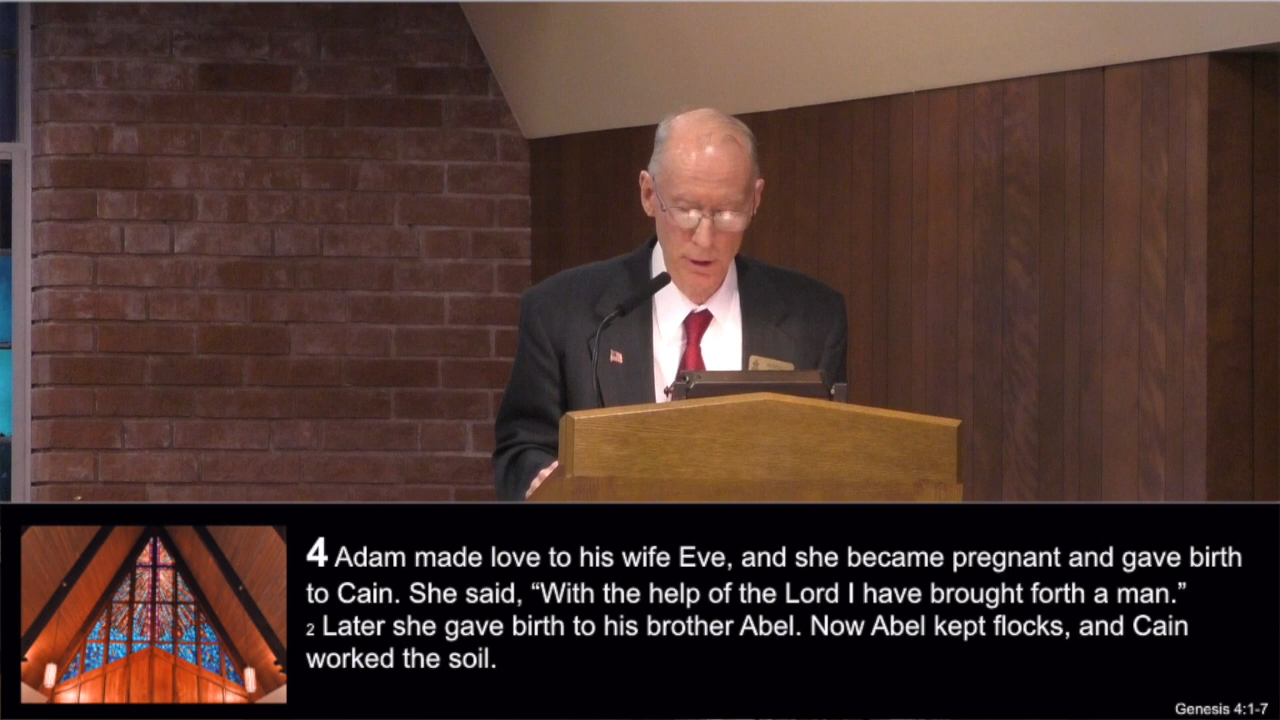 4 Adam made love to his wife Eve, and she became pregnant and gave birth
to Cain. She said, “With the help of the Lord I have brought forth a man.”
2 Later she gave birth to his brother Abel. Now Abel kept flocks, and Cain
worked the soil.
Genesis 4:1-7